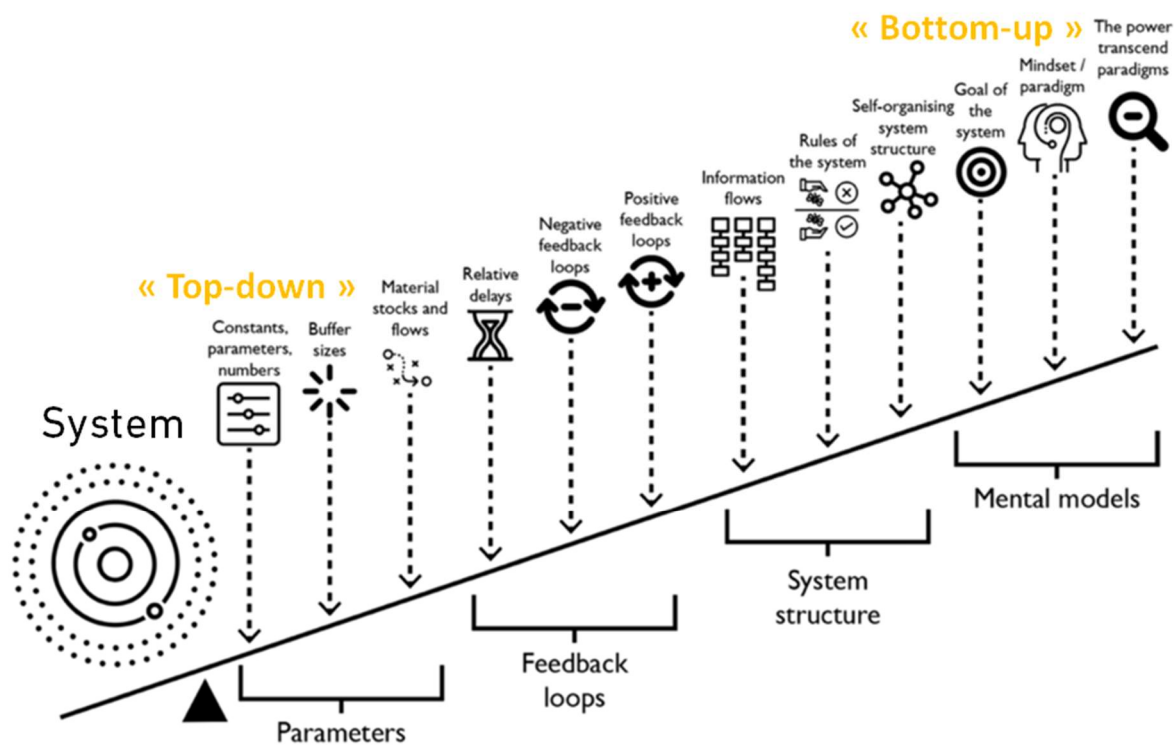 « Bottom-up »
The power
transcend
paradigms
Mindset /
paradigm
Goal of
the
system
Self-organising
system
structure
Rules of
the system
Information
flows
Positive
feedback
loops
Negative
feedback
loops
Relative
delays
Material
stocks and
flows
« Top-down »
Buffer
sizes
Constants,
parameters,
numbers
System
Mental models
System
structure
Feedback
loops
Parameters